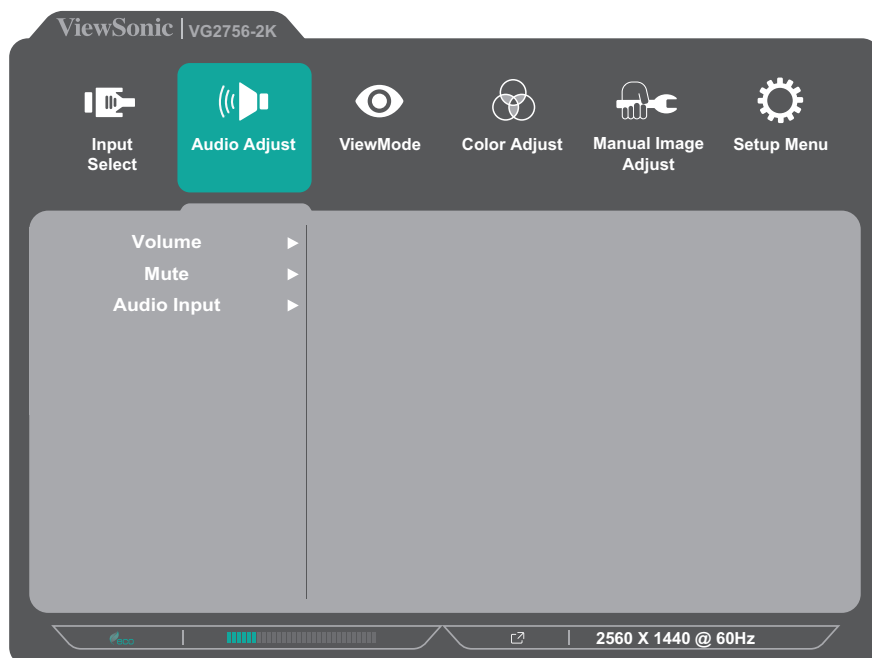 ViewSonic | VG2756-2K
Input
Select
Audio Adjust
ViewMode
Color Adjust
Manual Image
Adjust
Setup Menu
Volume
Mute
Audio Input
eco
2560 X 1440 @ 60Hz